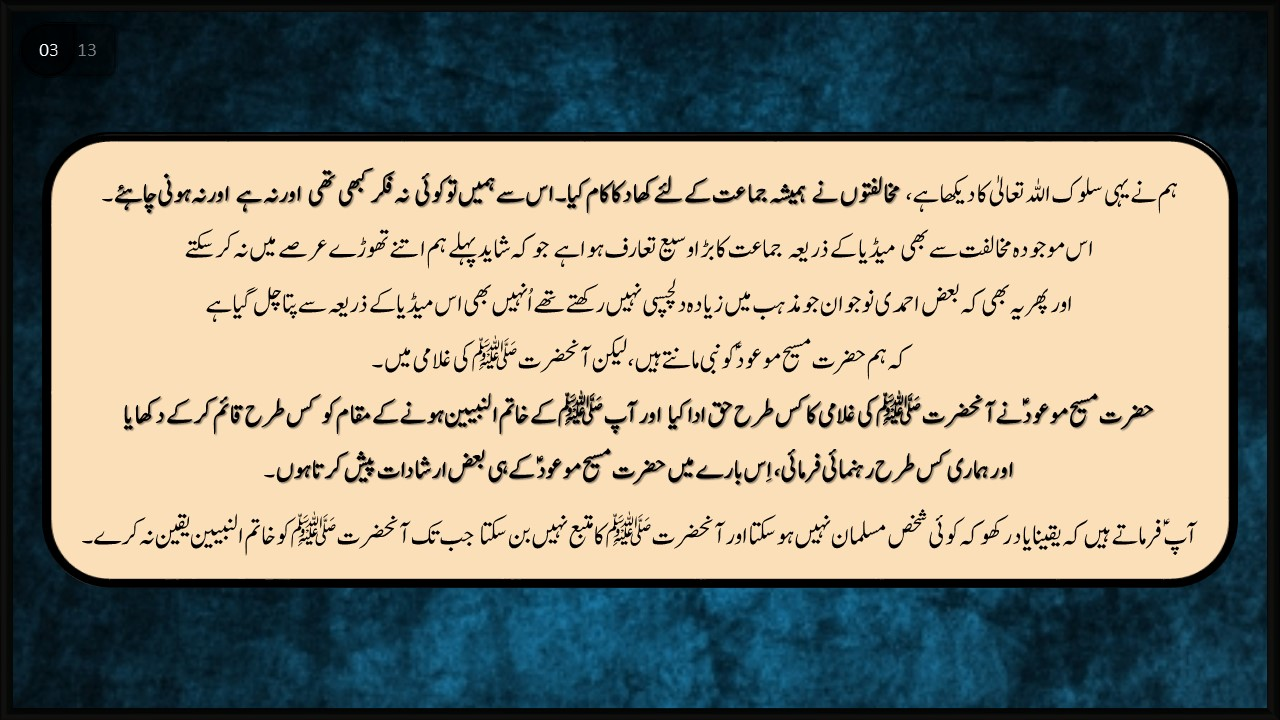 03 13
ہم نے یہی سلوک اللہ تعالیٰ کا دیکھا ہے، مخالفتوں نے ہمیشہ جماعت کے لئے کھاد کا کام کیا۔ اس سے ہمیں تو کوئی نہ فکر کبھی تھی اور نہ ہے اور نہ ہونی چاہئے۔
اس موجودہ مخالفت سے بھی میڈیا کے ذریعہ جماعت کا بڑا وسیع تعارف ہوا ہے جو کہ شاید پہلے ہم اتنے تھوڑے عرصے میں نہ کر سکتے
اور پھر یہ بھی کہ بعض احمدی نوجوان جو مذہب میں زیادہ دلچسپی نہیں رکھتے تھے اُنہیں بھی اس میڈیا کے ذریعہ سے پتا چل گیا ہے
کہ ہم حضرت مسیح موعودؑ کو نبی مانتے ہیں، لیکن آنحضرت ﷺ کی غلامی میں۔
حضرت مسیح موعودؑ نے آنحضرت ﷺ کی غلامی کا کس طرح حق ادا کیا اور آپ ﷺ کے خاتم النبیین ہونے کے مقام کو کس طرح قائم کر کے دکھایا
اور ہماری کس طرح رہنمائی فرمائی، اِس بارے میں حضرت مسیح موعودؑ کے ہی بعض ارشادات پیش کرتا ہوں۔
آپؑ فرماتے ہیں کہ یقینا یاد رکھو کہ کوئی شخص مسلمان نہیں ہو سکتا اور آنحضرت ﷺ کا متبع نہیں بن سکتا جب تک آنحضرت ﷺ کو خاتم النبیین یقین نہ کرے۔